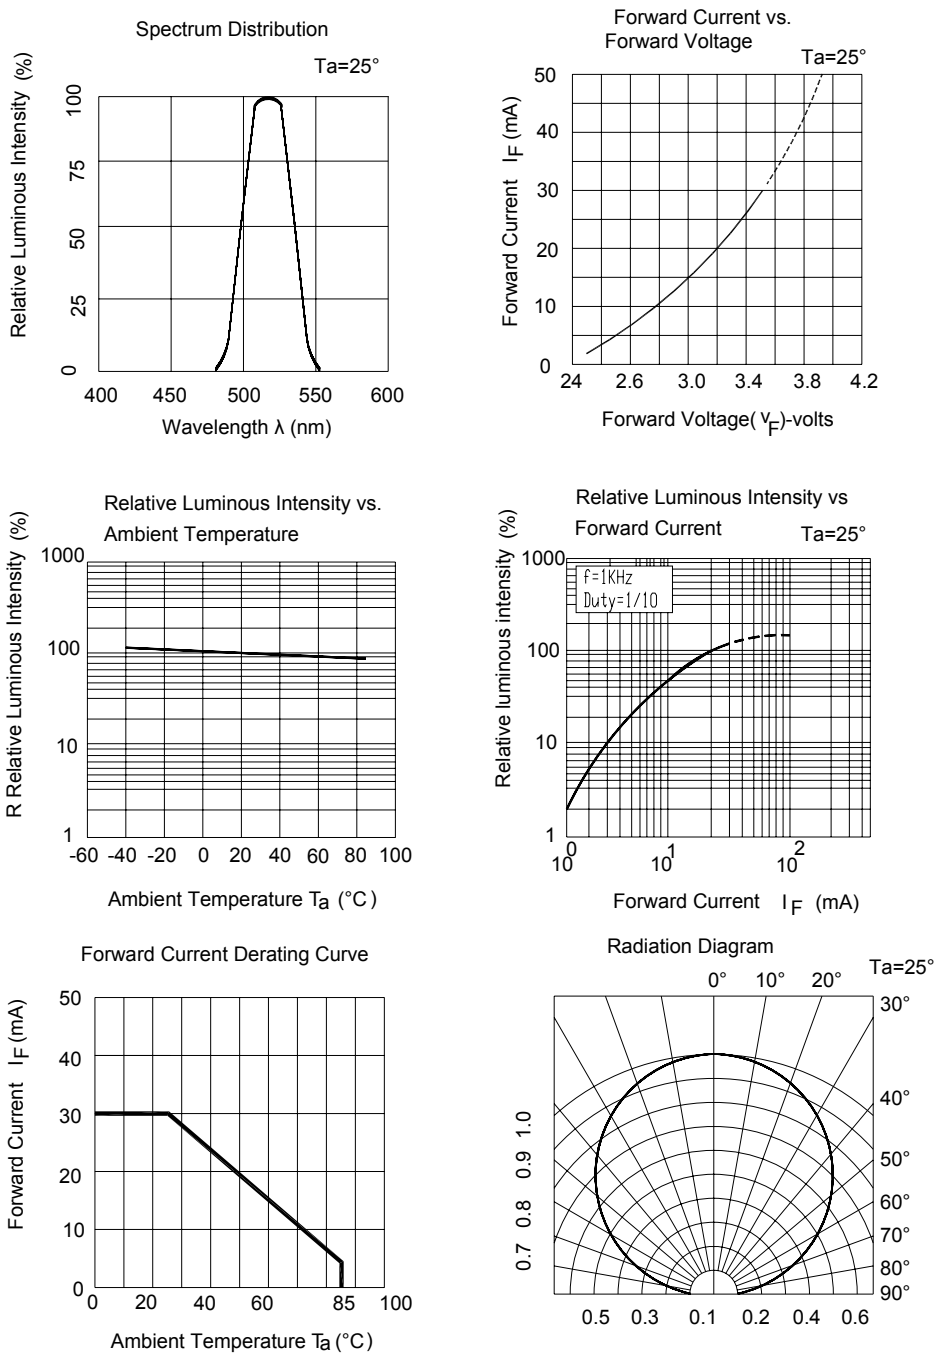 Spectrum Distribution
Ta=25°
Relative Luminous Intensity (%)
100
75
50
25
0
400 450 500 550 600
Wavelength λ (nm)
Forward Current vs.
Forward Voltage
Ta=25°
Forward Current IF (mA)
50
40
30
20
10
0
24 2.6 3.0 3.4 3.8 4.2
Forward Voltage(VF)-volts
Relative Luminous Intensity vs.
Ambient Temperature
R Relative Luminous Intensity (%)
1000
100
10
1
-60 -40 -20 0 20 40 60 80 100
Ambient Temperature Ta (°C)
Relative Luminous Intensity vs
Forward Current
Ta=25°
Relative luminous intensity (%)
f=1KHz
Duty=1/10
1000
100
10
1
10⁰ 10¹ 10²
Forward Current IF (mA)
Forward Current Derating Curve
Forward Current IF (mA)
50
40
30
20
10
0
0 20 40 60 85 100
Ambient Temperature Ta (°C)
Radiation Diagram
Ta=25°
0° 10° 20°
30°
40°
50°
60°
70°
80°
90°
1.0
0.9
0.8
0.7
0.5 0.3 0.1 0.2 0.4 0.6